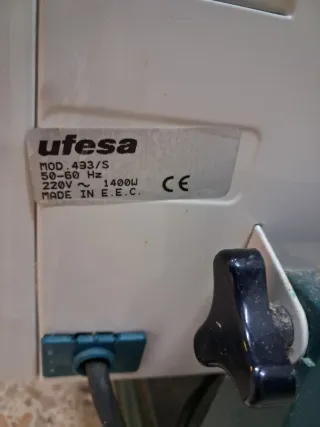 ufesa
MOD.493/S
50-60 Hz
220V ~ 1400W
MADE IN E.E.C. CE